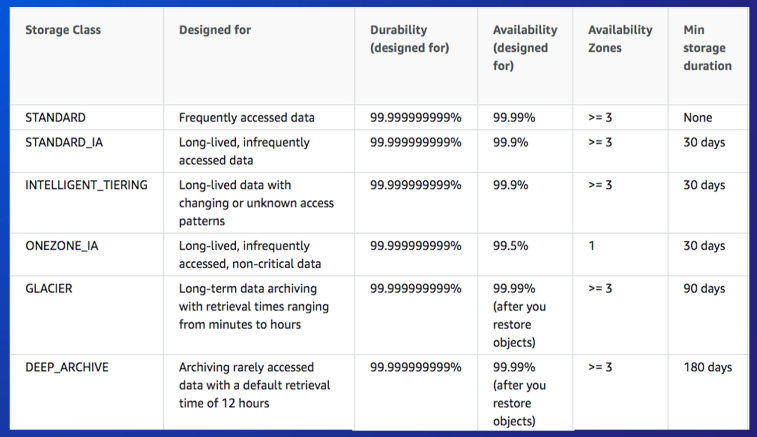 Storage Class Designed for Durability (designed for) Availability (designed for) Availability Zones Min storage duration
STANDARD Frequently accessed data 99.999999999% 99.99% >= 3 None
STANDARD_IA Long-lived, infrequently accessed data 99.999999999% 99.9% >= 3 30 days
INTELLIGENT_TIERING Long-lived data with changing or unknown access patterns 99.999999999% 99.9% >= 3 30 days
ONEZONE_IA Long-lived, infrequently accessed, non-critical data 99.999999999% 99.5% 1 30 days
GLACIER Long-term data archiving with retrieval times ranging from minutes to hours 99.999999999% 99.99% (after you restore objects) >= 3 90 days
DEEP_ARCHIVE Archiving rarely accessed data with a default retrieval time of 12 hours 99.999999999% 99.99% (after you restore objects) >= 3 180 days